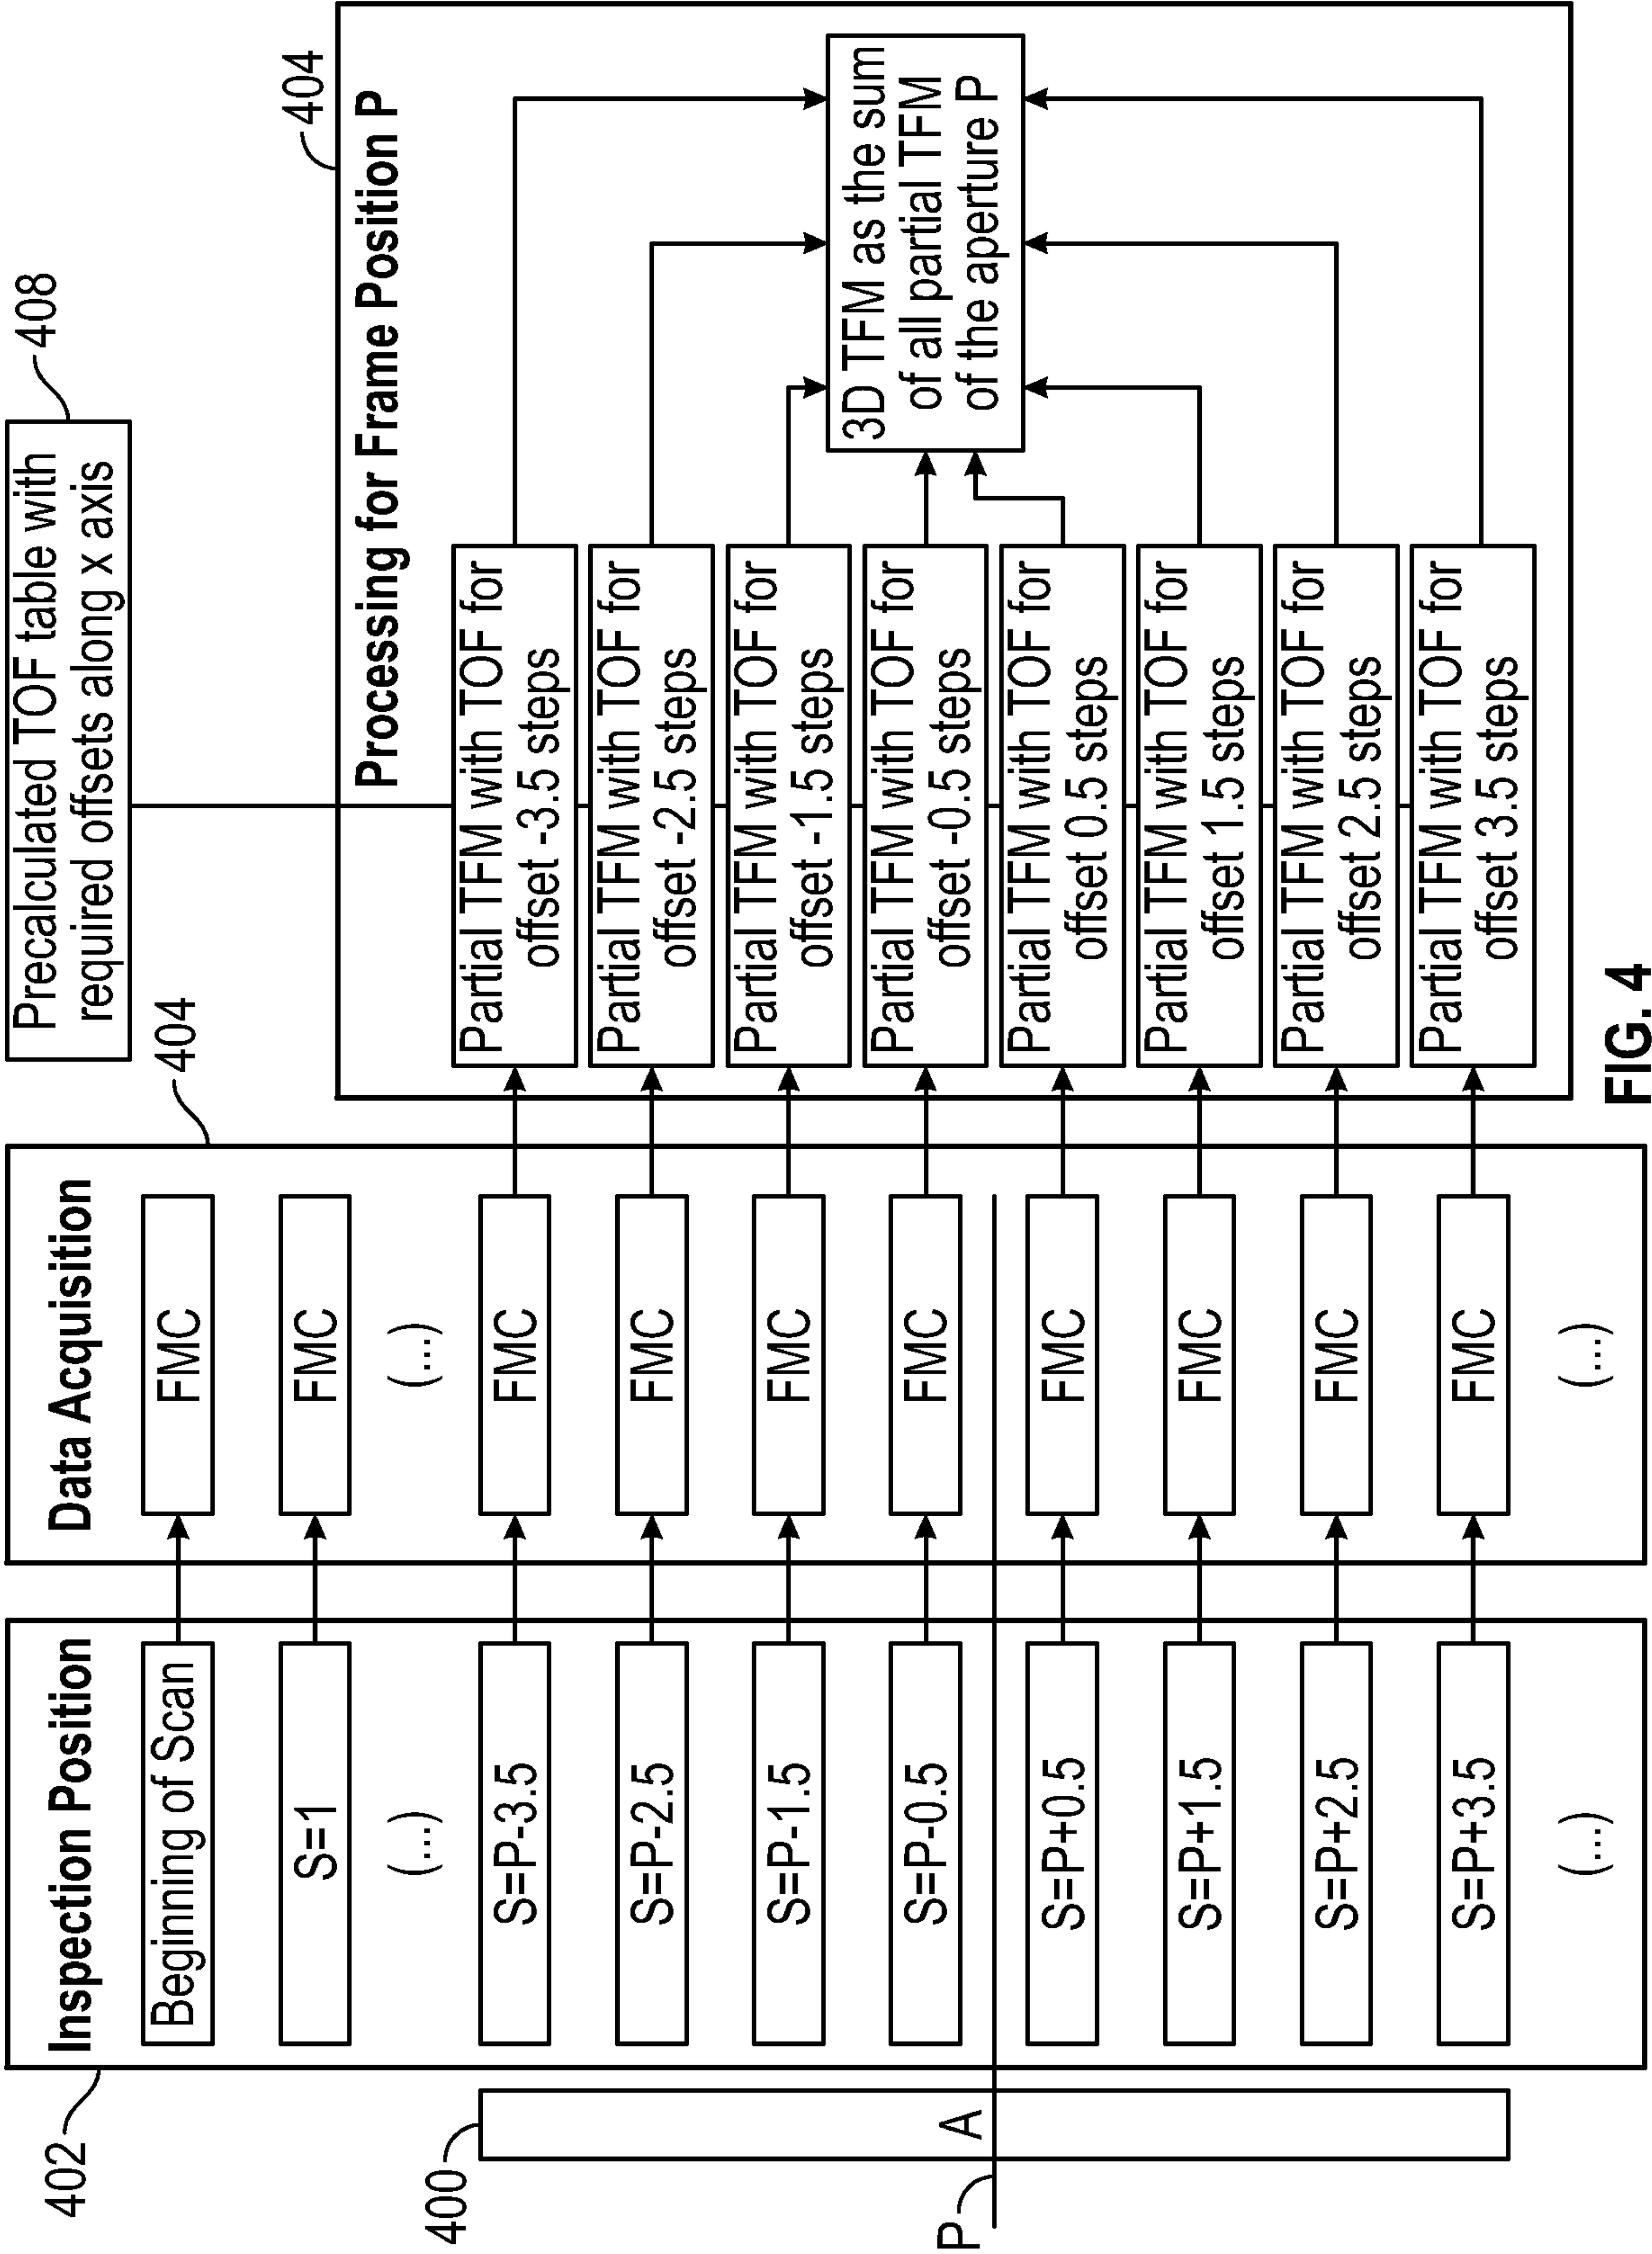 402
Inspection Position
Beginning of Scan
S=1
(...)
S=P-3.5
S=P-2.5
S=P-1.5
S=P-0.5
S=P+0.5
S=P+1.5
S=P+2.5
S=P+3.5
(...)
400
A
P
404
Data Acquisition
FMC
FMC
(...)
FMC
FMC
FMC
FMC
FMC
FMC
FMC
FMC
(...)
Precalculated TOF table with
required offsets along x axis
408
404
Processing for Frame Position P
Partial TFM with TOF for
offset -3.5 steps
Partial TFM with TOF for
offset -2.5 steps
Partial TFM with TOF for
offset -1.5 steps
Partial TFM with TOF for
offset -0.5 steps
Partial TFM with TOF for
offset 0.5 steps
Partial TFM with TOF for
offset 1.5 steps
Partial TFM with TOF for
offset 2.5 steps
Partial TFM with TOF for
offset 3.5 steps
3D TFM as the sum
of all partial TFM
of the aperture P
FIG. 4